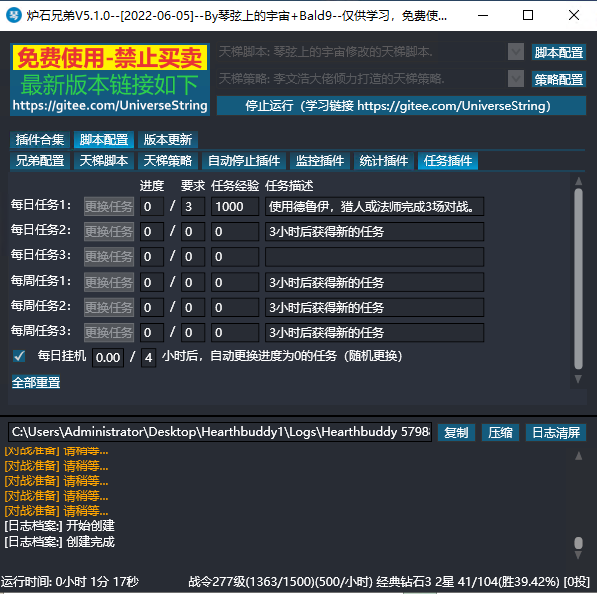 炉石兄弟V5.1.0--[2022-06-05]--By琴弦上的宇宙+Bald9--仅供学习，免费使...
免费使用-禁止买卖
最新版本链接如下
https://gitee.com/UniverseString
天梯脚本: 琴弦上的宇宙修改的天梯脚本. 脚本配置
天梯策略: 李文浩大佬倾力打造的天梯策略. 策略配置
停止运行（学习链接 https://gitee.com/UniverseString）
插件合集 脚本配置 版本更新
兄弟配置 天梯脚本 天梯策略 自动停止插件 监控插件 统计插件 任务插件
进度 要求 任务经验 任务描述
每日任务1： 更换任务 0 / 3 1000 使用德鲁伊，猎人或法师完成3场对战。
每日任务2： 更换任务 0 / 0 0 3小时后获得新的任务
每日任务3： 更换任务 0 / 0 0
每周任务1： 更换任务 0 / 0 0 3小时后获得新的任务
每周任务2： 更换任务 0 / 0 0 3小时后获得新的任务
每周任务3： 更换任务 0 / 0 0 3小时后获得新的任务
每日挂机 0.00 / 4 小时后，自动更换进度为0的任务（随机更换）
全部重置
C:\Users\Administrator\Desktop\Hearthbuddy1\Logs\Hearthbuddy 5798 复制 压缩 日志清屏
[对战准备] 请稍等...
[对战准备] 请稍等...
[对战准备] 请稍等...
[对战准备] 请稍等...
[对战准备] 请稍等...
[日志档案:] 开始创建
[日志档案:] 创建完成
运行时间: 0小时 1分 17秒 战令277级(1363/1500)(500/小时) 经典钻石3 2星 41/104(胜39.42%) [0投]